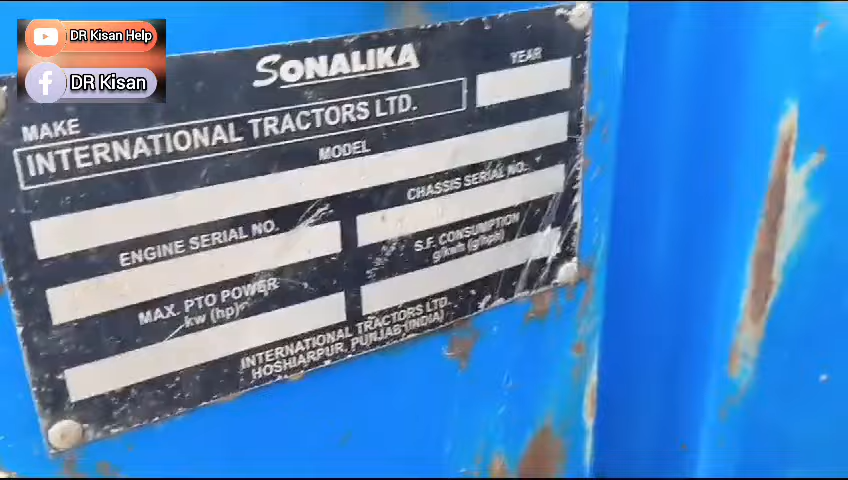 DR Kisan Help
DR Kisan
SONALIKA
YEAR
MAKE
INTERNATIONAL TRACTORS LTD.
MODEL
CHASSIS SERIAL NO.
ENGINE SERIAL NO.
S.F. CONSUMPTION
g/kwh (g/hph)
MAX. PTO POWER
kw (hp)
INTERNATIONAL TRACTORS LTD.
HOSHIARPUR, PUNJAB (INDIA)